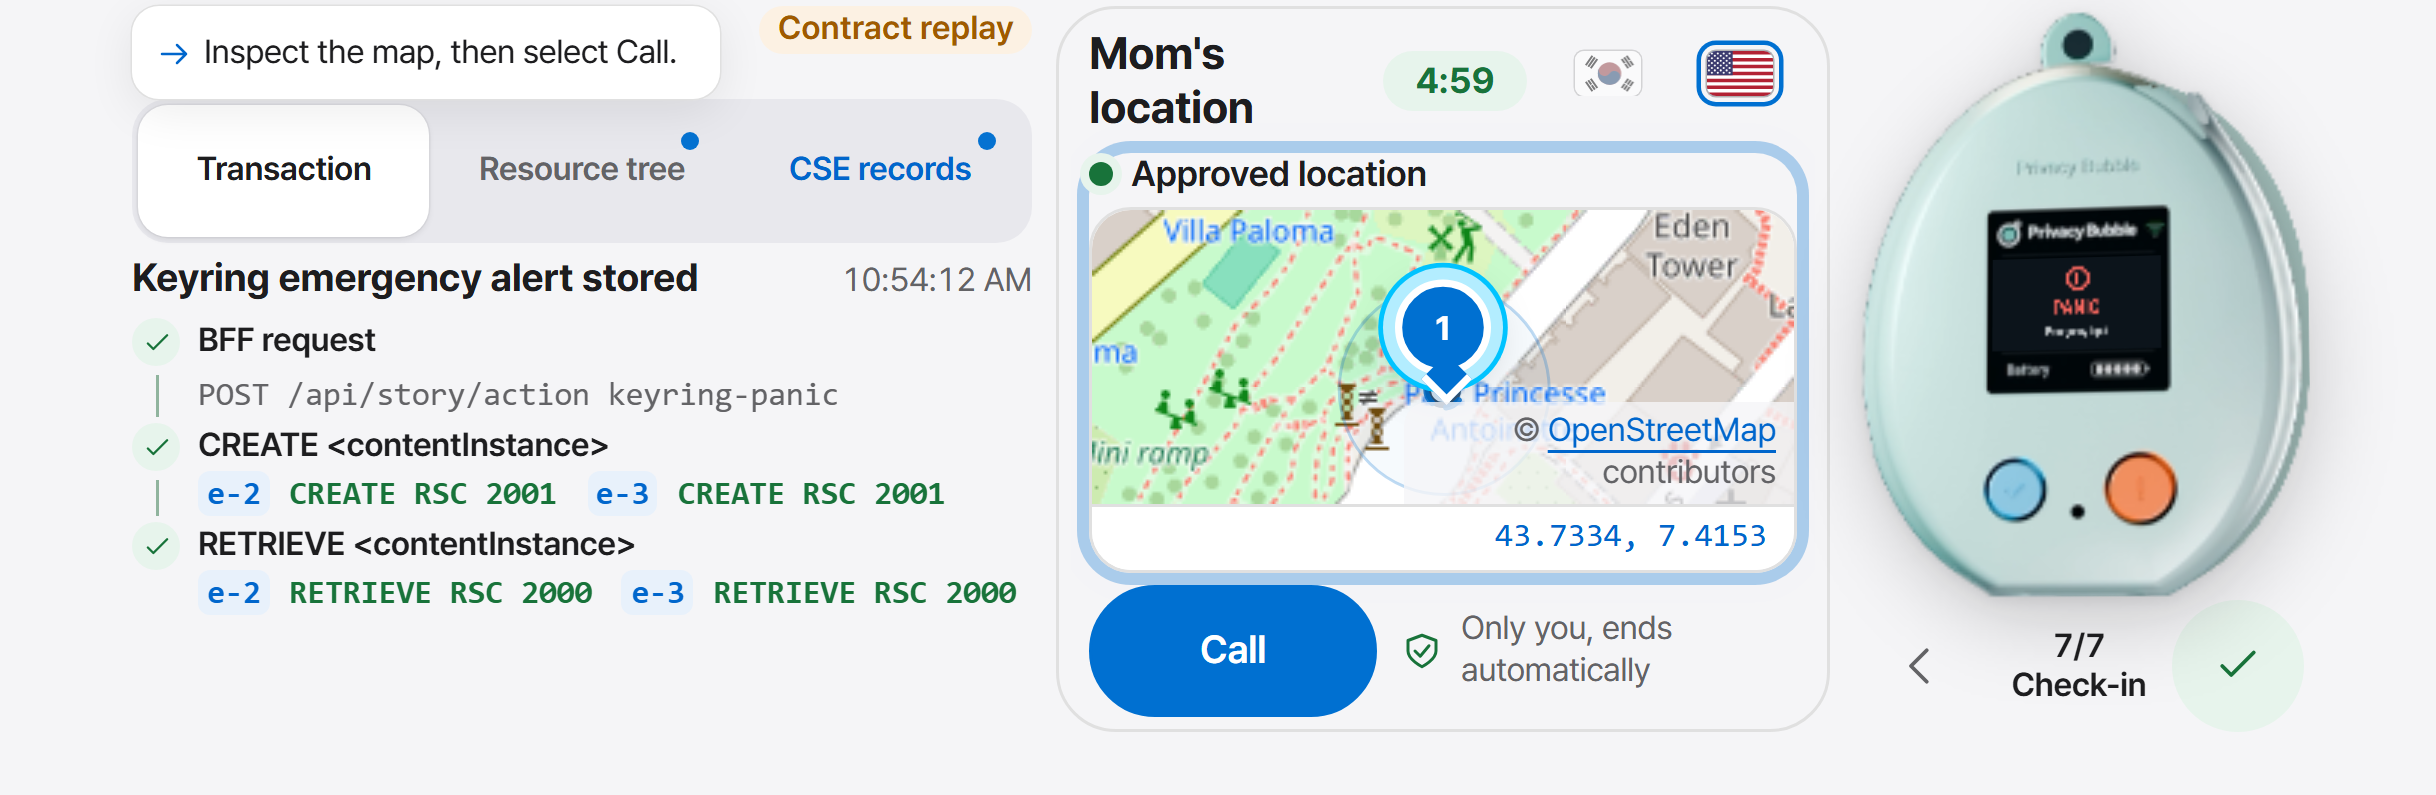 → Inspect the map, then select Call.
Contract replay
Transaction
Resource tree
CSE records
Keyring emergency alert stored
10:54:12 AM
BFF request
POST /api/story/action keyring-panic
CREATE <contentInstance>
e-2 CREATE RSC 2001 e-3 CREATE RSC 2001
RETRIEVE <contentInstance>
e-2 RETRIEVE RSC 2000 e-3 RETRIEVE RSC 2000
Mom's
location
4:59
Approved location
Villa Paloma
Eden
Tower
ma
1
Princesse
Antoin
© OpenStreetMap
contributors
ini ramp
43.7334, 7.4153
Call
Only you, ends
automatically
Privacy Bubble
Privacy Bubble
PANIC
Battery
7/7
Check-in